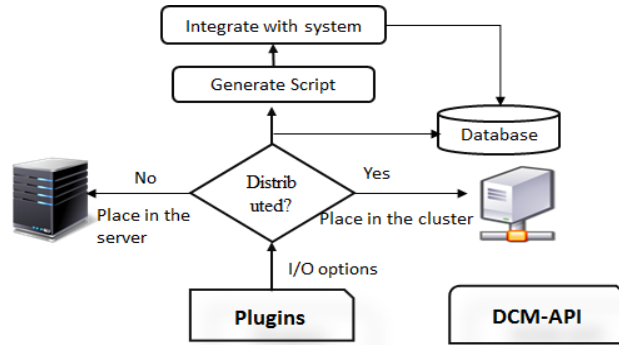 Integrate with system
Generate Script
Database
No
Distrib
uted?
Yes
Place in the
server
Place in the cluster
I/O options
Plugins
DCM-API